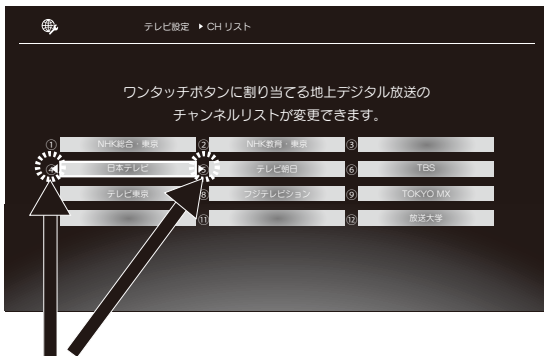 テレビ設定 ▶ CH リスト
ワンタッチボタンに割り当てる地上デジタル放送の
チャンネルリストが変更できます。
① NHK総合・東京 ② NHK教育・東京 ③
日本テレビ ⑤ テレビ朝日 ⑥ TBS
テレビ東京 ⑧ フジテレビション ⑨ TOKYO MX
⑪ ⑫ 放送大学